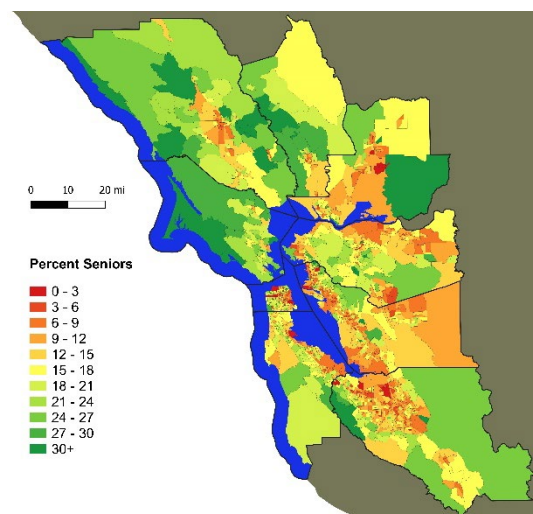 0 10 20 mi
Percent Seniors
0 - 3
3 - 6
6 - 9
9 - 12
12 - 15
15 - 18
18 - 21
21 - 24
24 - 27
27 - 30
30+